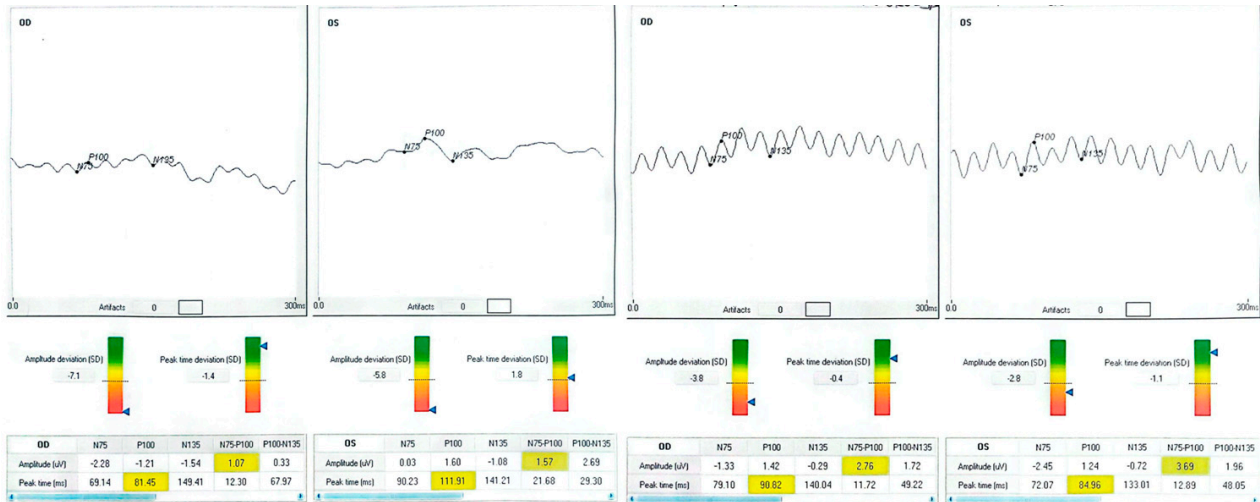 OD
N75
P100
N135
0.0
Artifacts
0
300ms
Amplitude deviation (SD)
-7.1
Peak time deviation (SD)
-1.4
OD N75 P100 N135 N75-P100 P100-N135
Amplitude (uV) -2.28 -1.21 -1.54 1.07 0.33
Peak time (ms) 69.14 81.45 149.41 12.30 67.97
OS
N75
P100
N135
0.0
Artifacts
0
300ms
Amplitude deviation (SD)
-5.8
Peak time deviation (SD)
1.8
OS N75 P100 N135 N75-P100 P100-N135
Amplitude (uV) 0.03 1.60 -1.08 1.57 2.69
Peak time (ms) 90.23 111.91 141.21 21.68 29.30
OD
N75
P100
N135
0.0
Artifacts
0
300ms
Amplitude deviation (SD)
-3.8
Peak time deviation (SD)
-0.4
OD N75 P100 N135 N75-P100 P100-N135
Amplitude (uV) -1.33 1.42 -0.29 2.76 1.72
Peak time (ms) 79.10 90.82 140.04 11.72 49.22
OS
N75
P100
N135
0.0
Artifacts
0
300ms
Amplitude deviation (SD)
-2.8
Peak time deviation (SD)
-1.1
OS N75 P100 N135 N75-P100 P100-N135
Amplitude (uV) -2.45 1.24 -0.72 3.69 1.96
Peak time (ms) 72.07 84.96 133.01 12.89 48.05